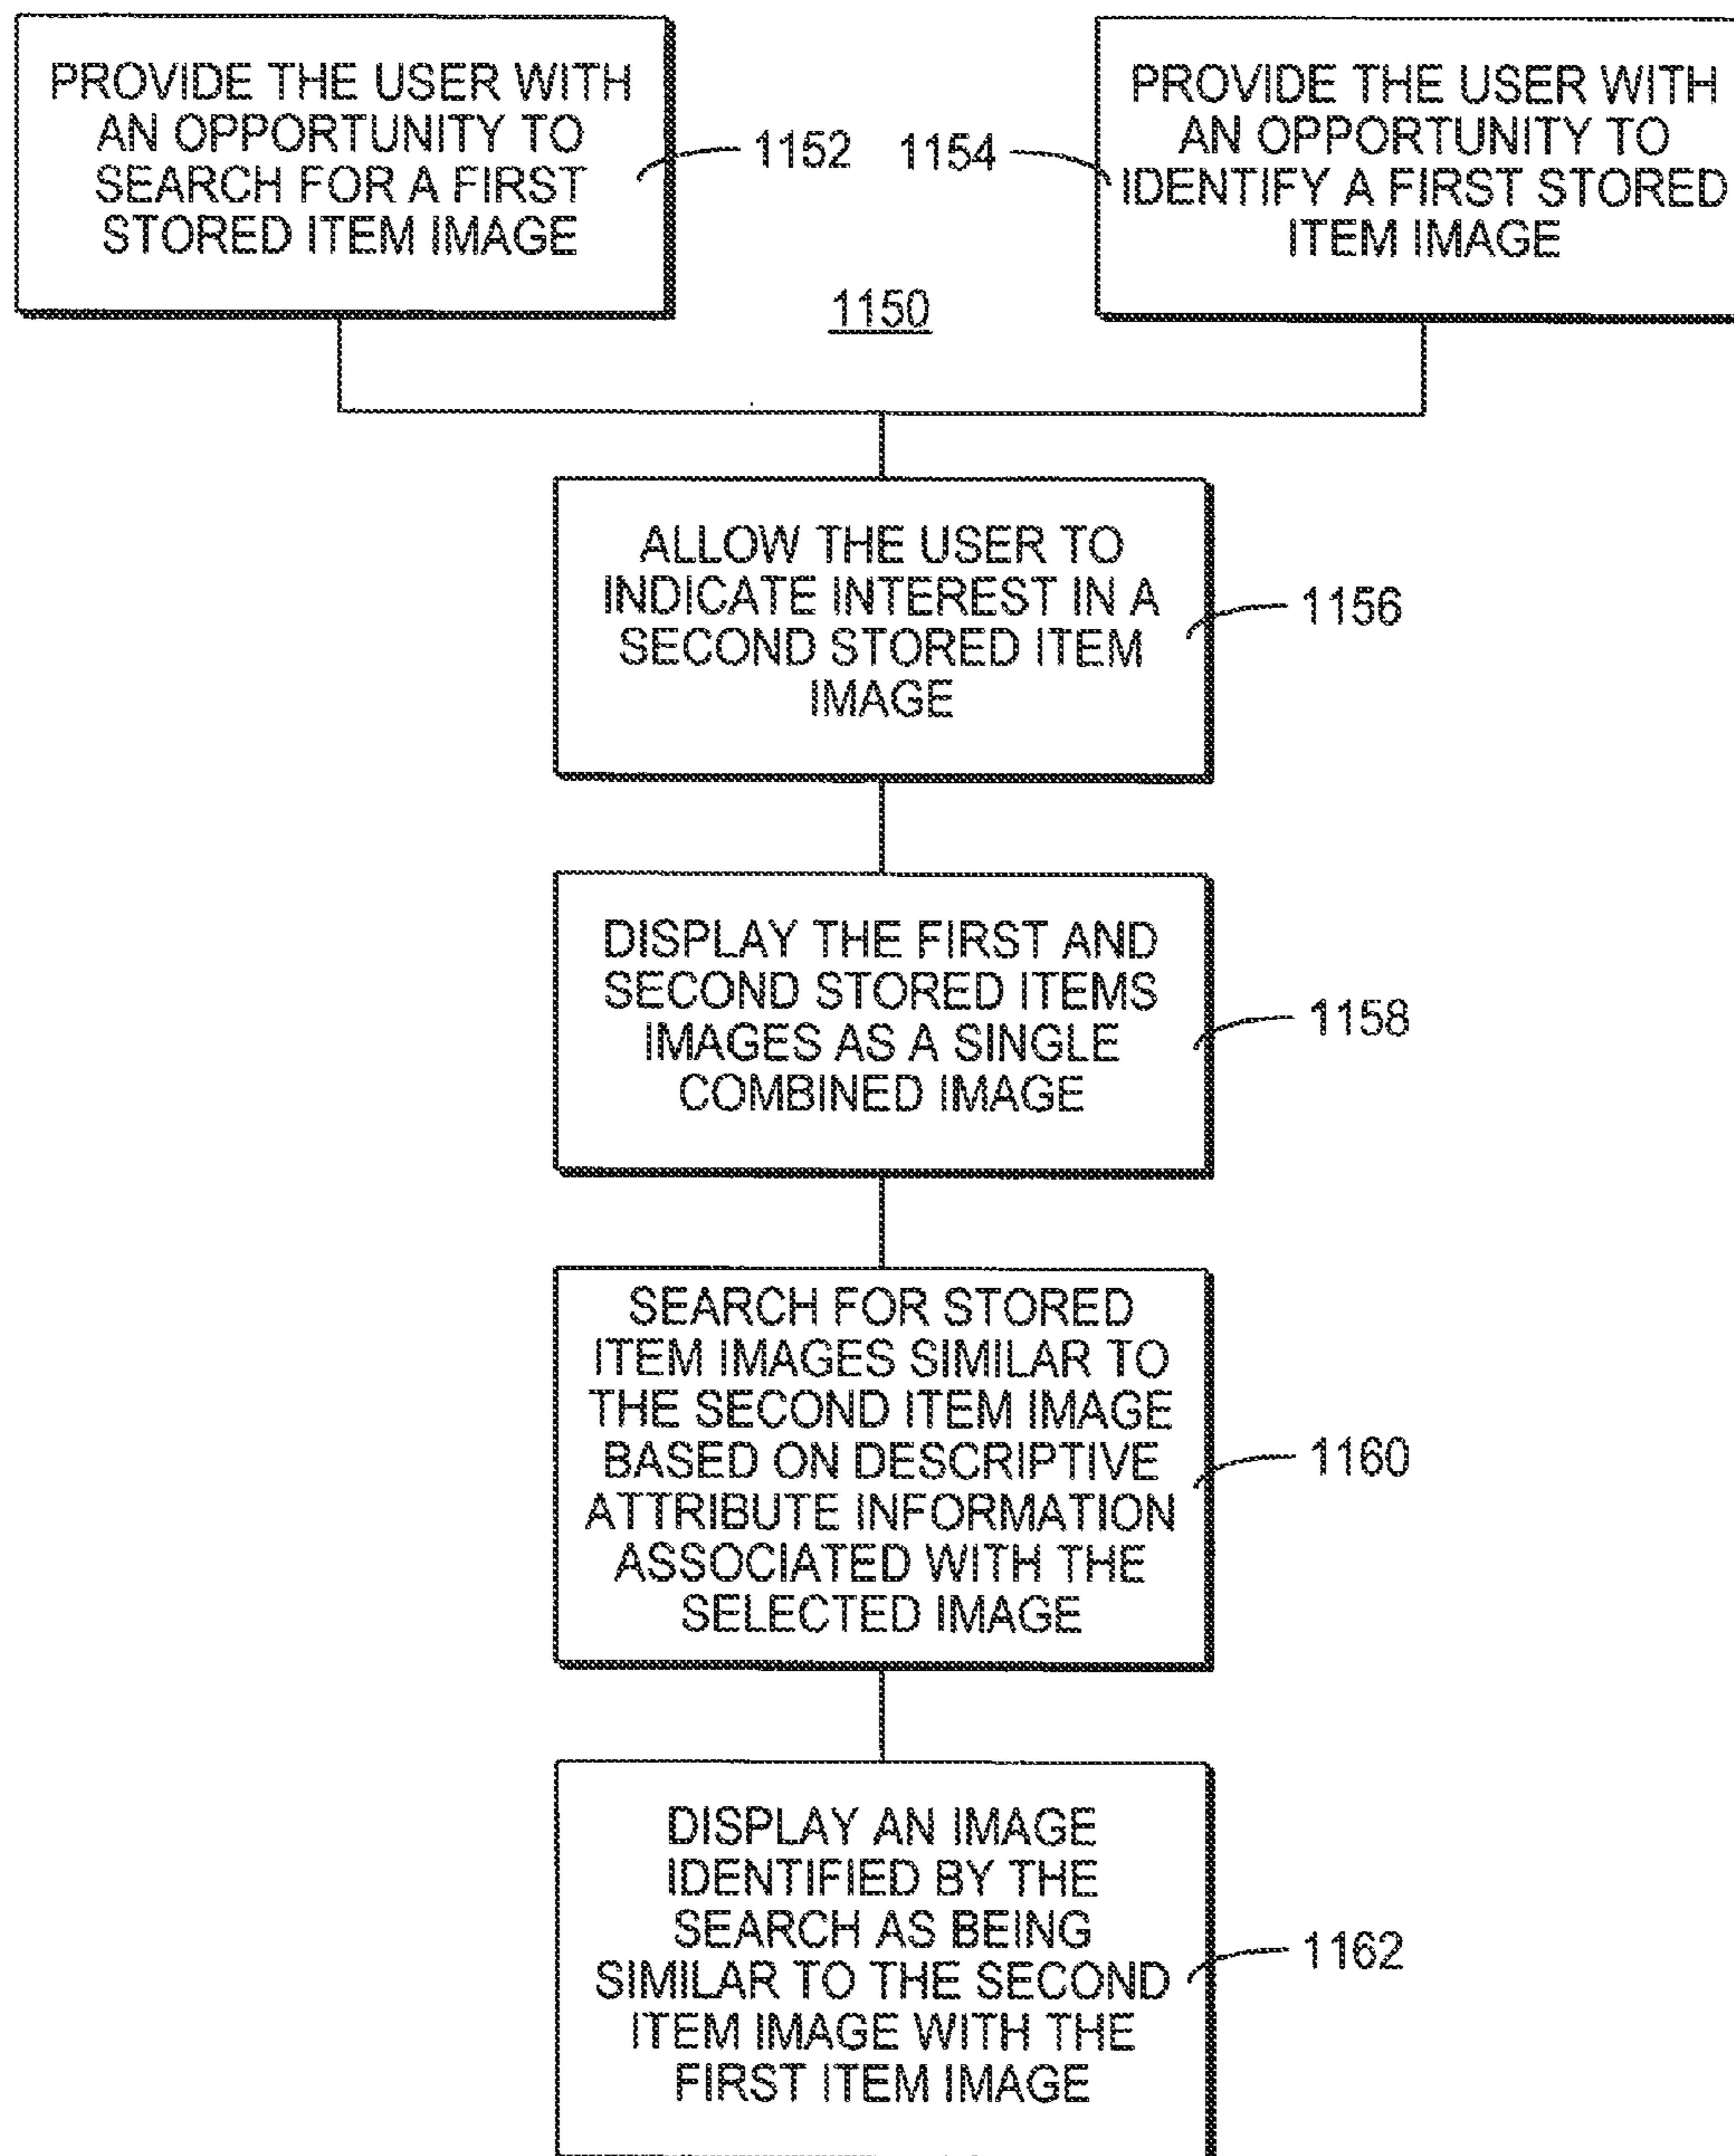 PROVIDE THE USER WITH
AN OPPORTUNITY TO
SEARCH FOR A FIRST
STORED ITEM IMAGE
1152
1154
PROVIDE THE USER WITH
AN OPPORTUNITY TO
IDENTIFY A FIRST STORED
ITEM IMAGE
1150
ALLOW THE USER TO
INDICATE INTEREST IN A
SECOND STORED ITEM
IMAGE
1156
DISPLAY THE FIRST AND
SECOND STORED ITEMS
IMAGES AS A SINGLE
COMBINED IMAGE
1158
SEARCH FOR STORED
ITEM IMAGES SIMILAR TO
THE SECOND ITEM IMAGE
BASED ON DESCRIPTIVE
ATTRIBUTE INFORMATION
ASSOCIATED WITH THE
SELECTED IMAGE
1160
DISPLAY AN IMAGE
IDENTIFIED BY THE
SEARCH AS BEING
SIMILAR TO THE SECOND
ITEM IMAGE WITH THE
FIRST ITEM IMAGE
1162